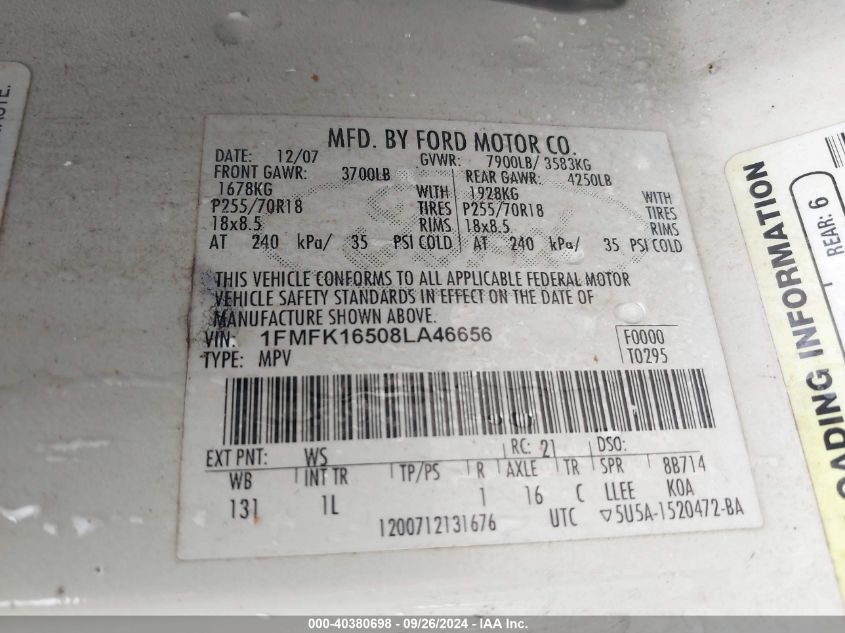 MFD. BY FORD MOTOR CO.
DATE: 12/07 GVWR: 7900LB/ 3583KG
FRONT GAWR: 3700LB REAR GAWR: 4250LB
1678KG WITH 1928KG WITH
P255/70R18 TIRES P255/70R18 TIRES
18x8.5 RIMS 18x8.5 RIMS
AT 240 kPa/ 35 PSI COLD AT 240 kPa/ 35 PSI COLD
THIS VEHICLE CONFORMS TO ALL APPLICABLE FEDERAL MOTOR
VEHICLE SAFETY STANDARDS IN EFFECT ON THE DATE OF
MANUFACTURE SHOWN ABOVE.
VIN: 1FMFK16508LA46656 F0000
TYPE: MPV T0295
EXT PNT: WS RC: 21 DSO:
WB INT TR TP/PS R AXLE TR SPR 8B714
131 1L 1 16 C LLEE KOA
1200712131676 UTC ▽5U5A-1520472-BA
OADING INFORMATION
REAR: 6
000-40380698 - 09/26/2024 - IAA Inc.